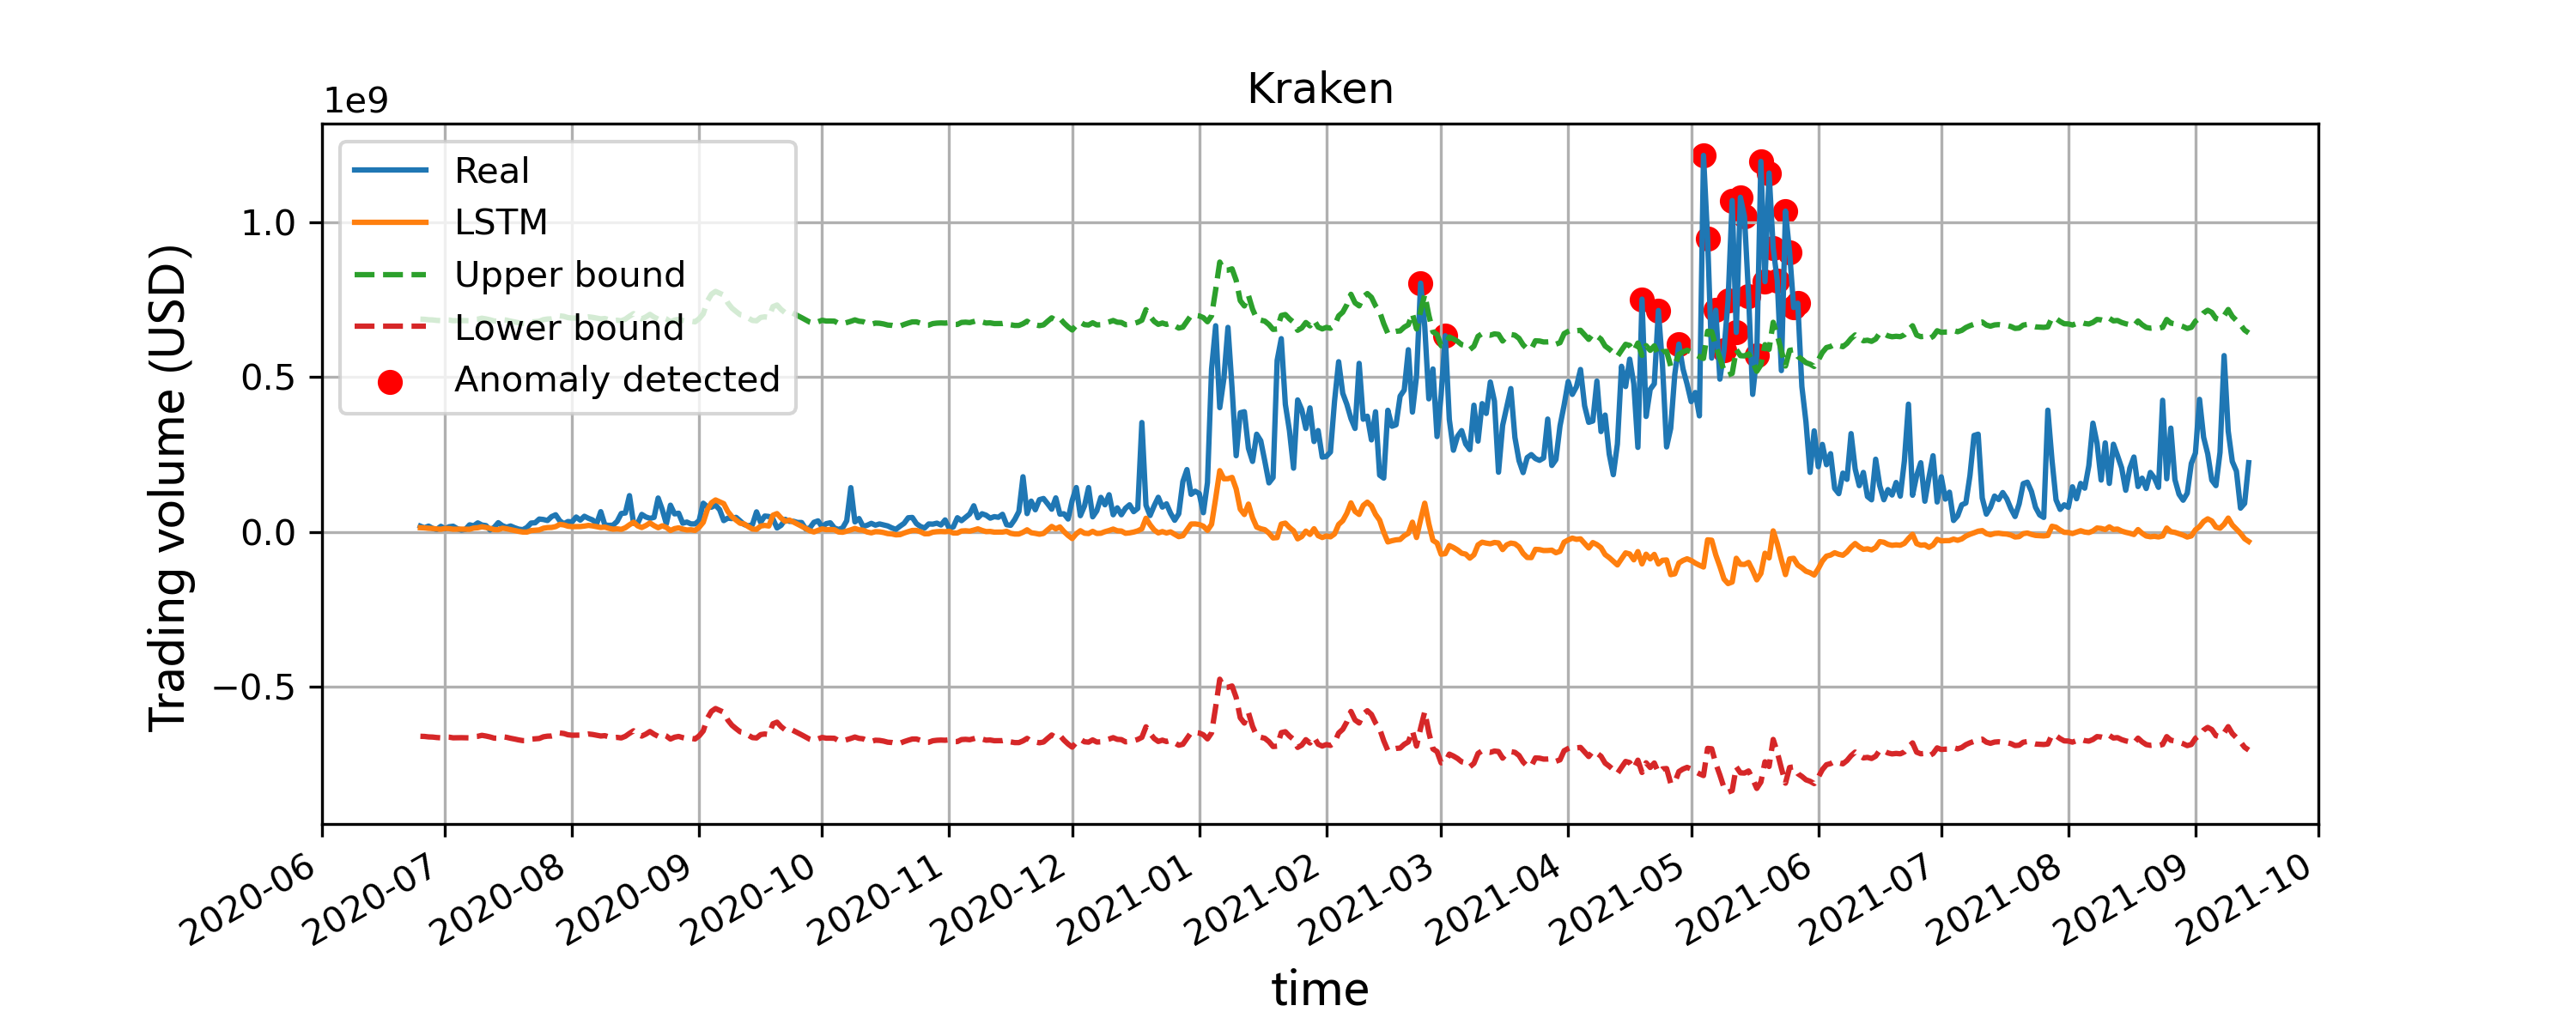 Kraken
1e9
Real
LSTM
Upper bound
Lower bound
Anomaly detected
1.0
0.5
0.0
−0.5
Trading volume (USD)
2020-06
2020-07
2020-08
2020-09
2020-10
2020-11
2020-12
2021-01
2021-02
2021-03
2021-04
2021-05
2021-06
2021-07
2021-08
2021-09
2021-10
time